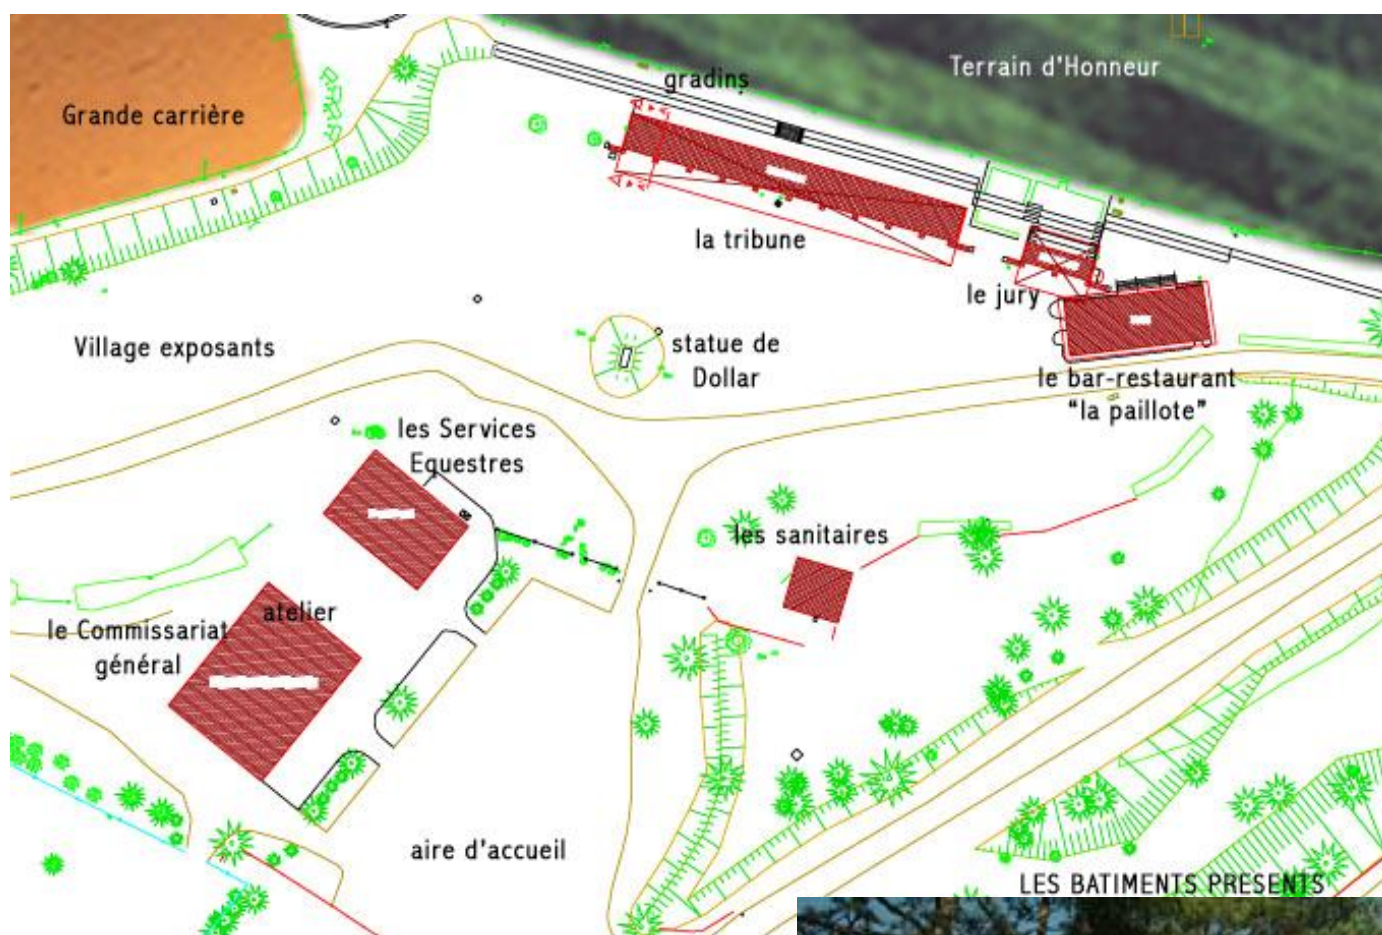 Terrain d'Honneur
gradins
Grande carrière
la tribune
le jury
Village exposants
statue de
Dollar
le bar-restaurant
"la paillote"
les Services
Equestres
les sanitaires
atelier
le Commissariat
général
aire d'accueil
LES BATIMENTS PRESENTS